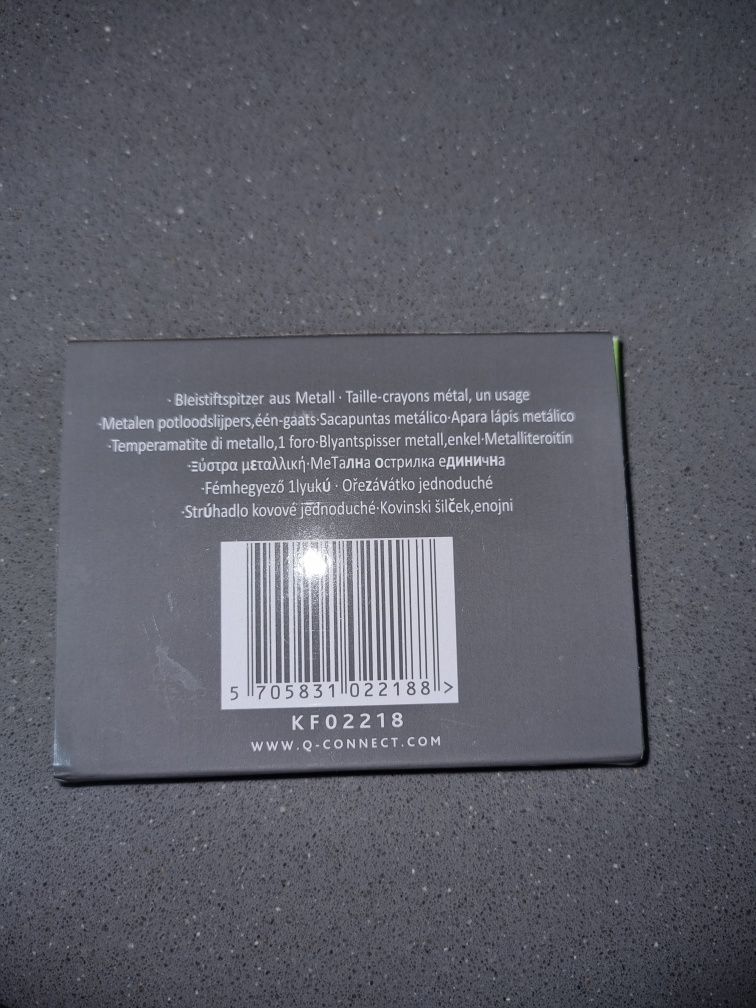 · Bleistiftspitzer aus Metall · Taille-crayons métal, un usage
·Metalen potloodslijpers,één-gaats·Sacapuntas metálico·Apara lápis metálico
·Temperamatite di metallo,1 foro·Blyantspisser metall,enkel·Metalliteroitin
·Ξύστρα μεταλλική·МеТална острилка единична
·Fémhegyező 1lyukú · Ořezávátko jednoduché
·Strúhadlo kovové jednoduché·Kovinski šilček,enojni
5 705831 022188 >
KF02218
WWW.Q-CONNECT.COM